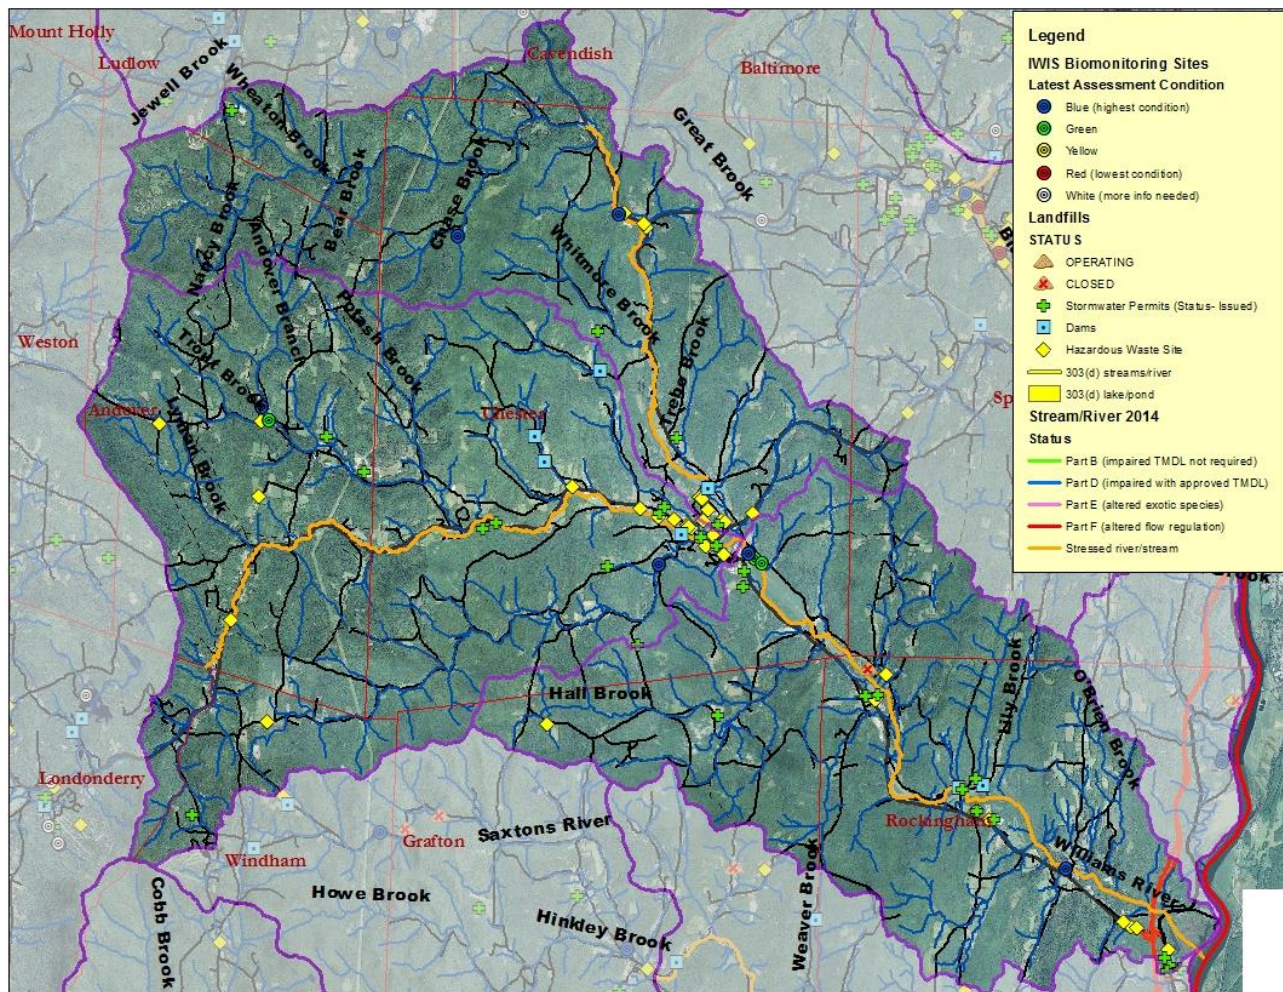 Mount Holly
Ludlow
Jewell Brook
Wheaton Brook
Cavendish
Baltimore
Great Brook
Nancy Brook
Andover Branch
Bear Brook
Chase Brook
Whitmore Brook
Potash Brook
Trout Brook
Weston
Andover
Lyman Brook
Chester
Trebo Brook
Sp
Hall Brook
Lily Brook
O'Brien Brook
Brook
Londonderry
Windham
Grafton
Saxtons River
Rockingham
Williams River
Weaver Brook
Cobb Brook
Howe Brook
Hinkley Brook
Legend
IWIS Biomonitoring Sites
Latest Assessment Condition
Blue (highest condition)
Green
Yellow
Red (lowest condition)
White (more info needed)
Landfills
STATUS
OPERATING
CLOSED
Stormwater Permits (Status- Issued)
Dams
Hazardous Waste Site
303(d) streams/river
303(d) lake/pond
Stream/River 2014
Status
Part B (impaired TMDL not required)
Part D (impaired with approved TMDL)
Part E (altered exotic species)
Part F (altered flow regulation)
Stressed river/stream